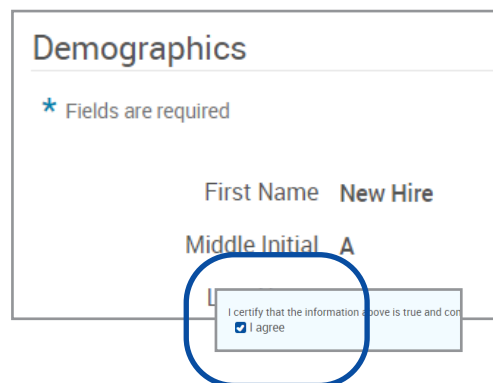 Demographics
* Fields are required
First Name New Hire
Middle Initial A
I certify that the information above is true and
I agree